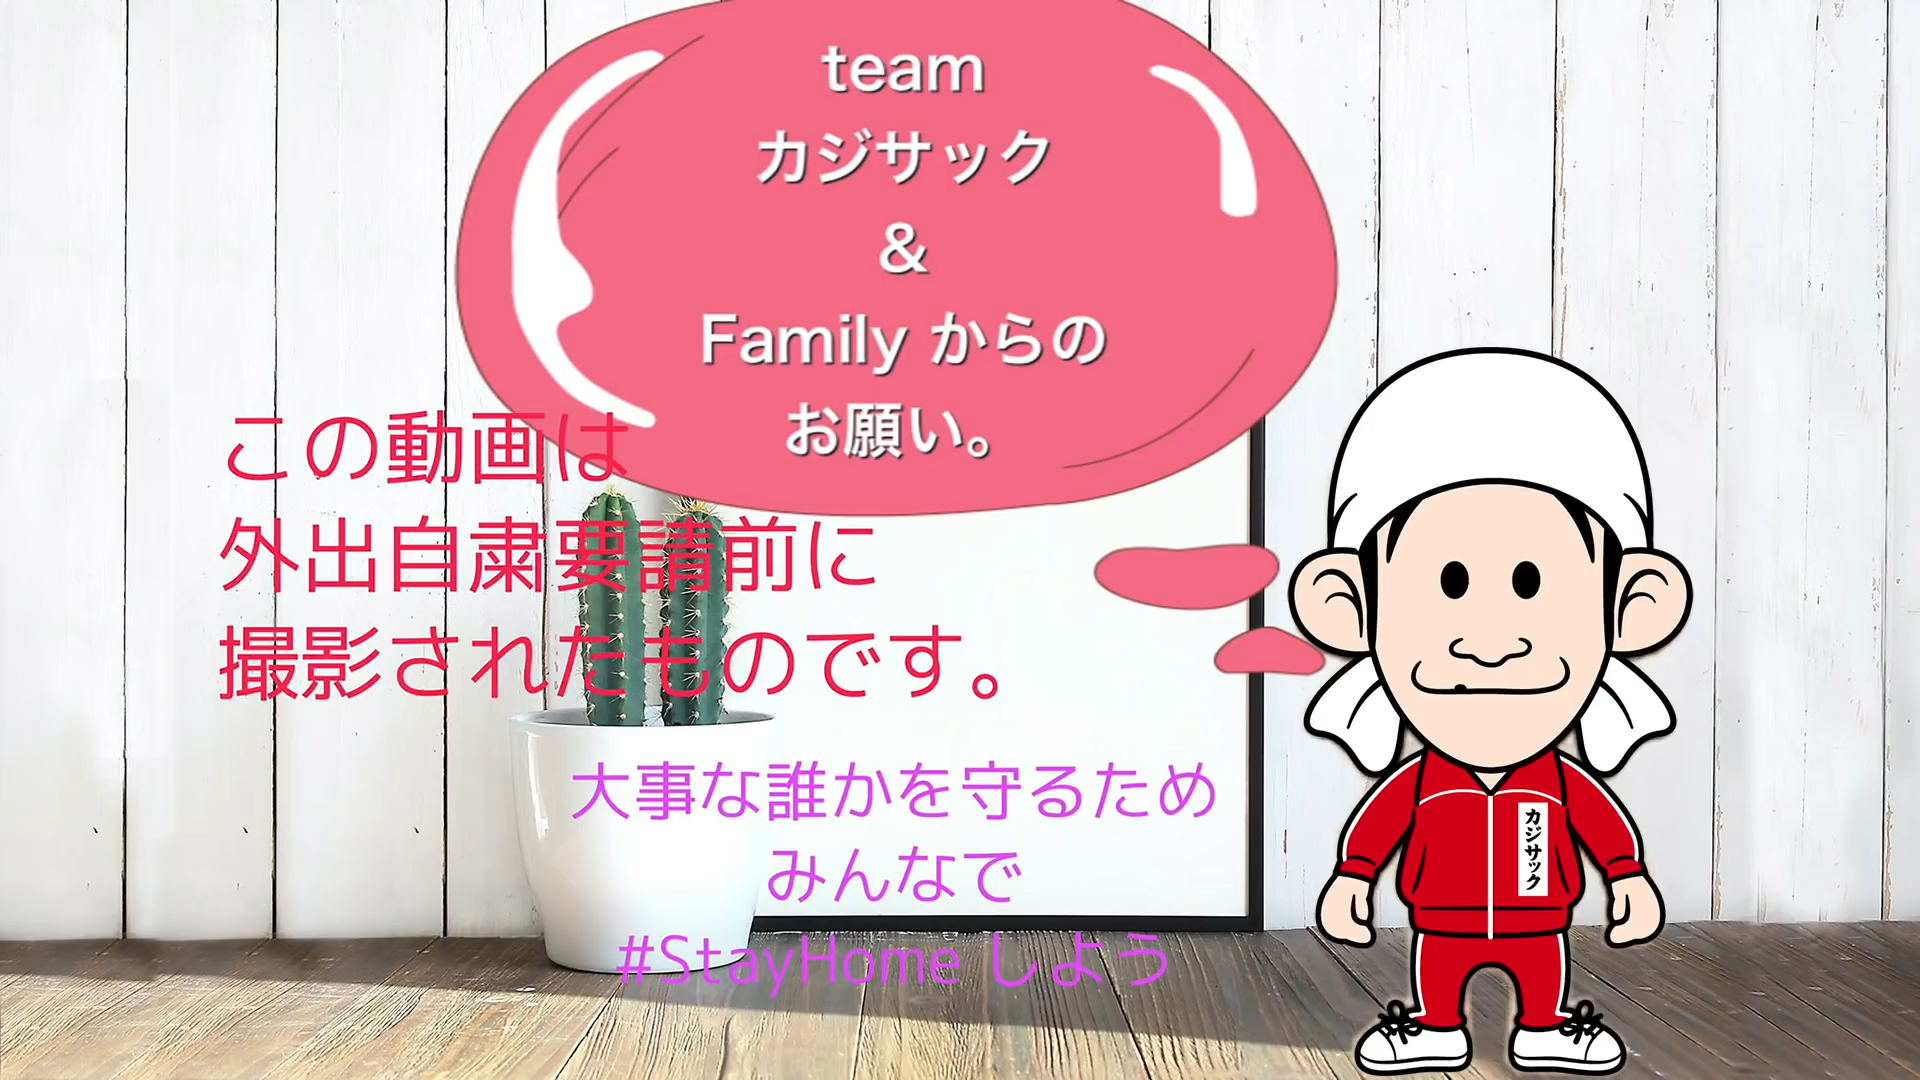 team
カジサック
&
Family からの
お願い。
この動画は
外出自粛要請前に
撮影されたものです。
大事な誰かを守るため
みんなで
#StayHome しよう
カジサック